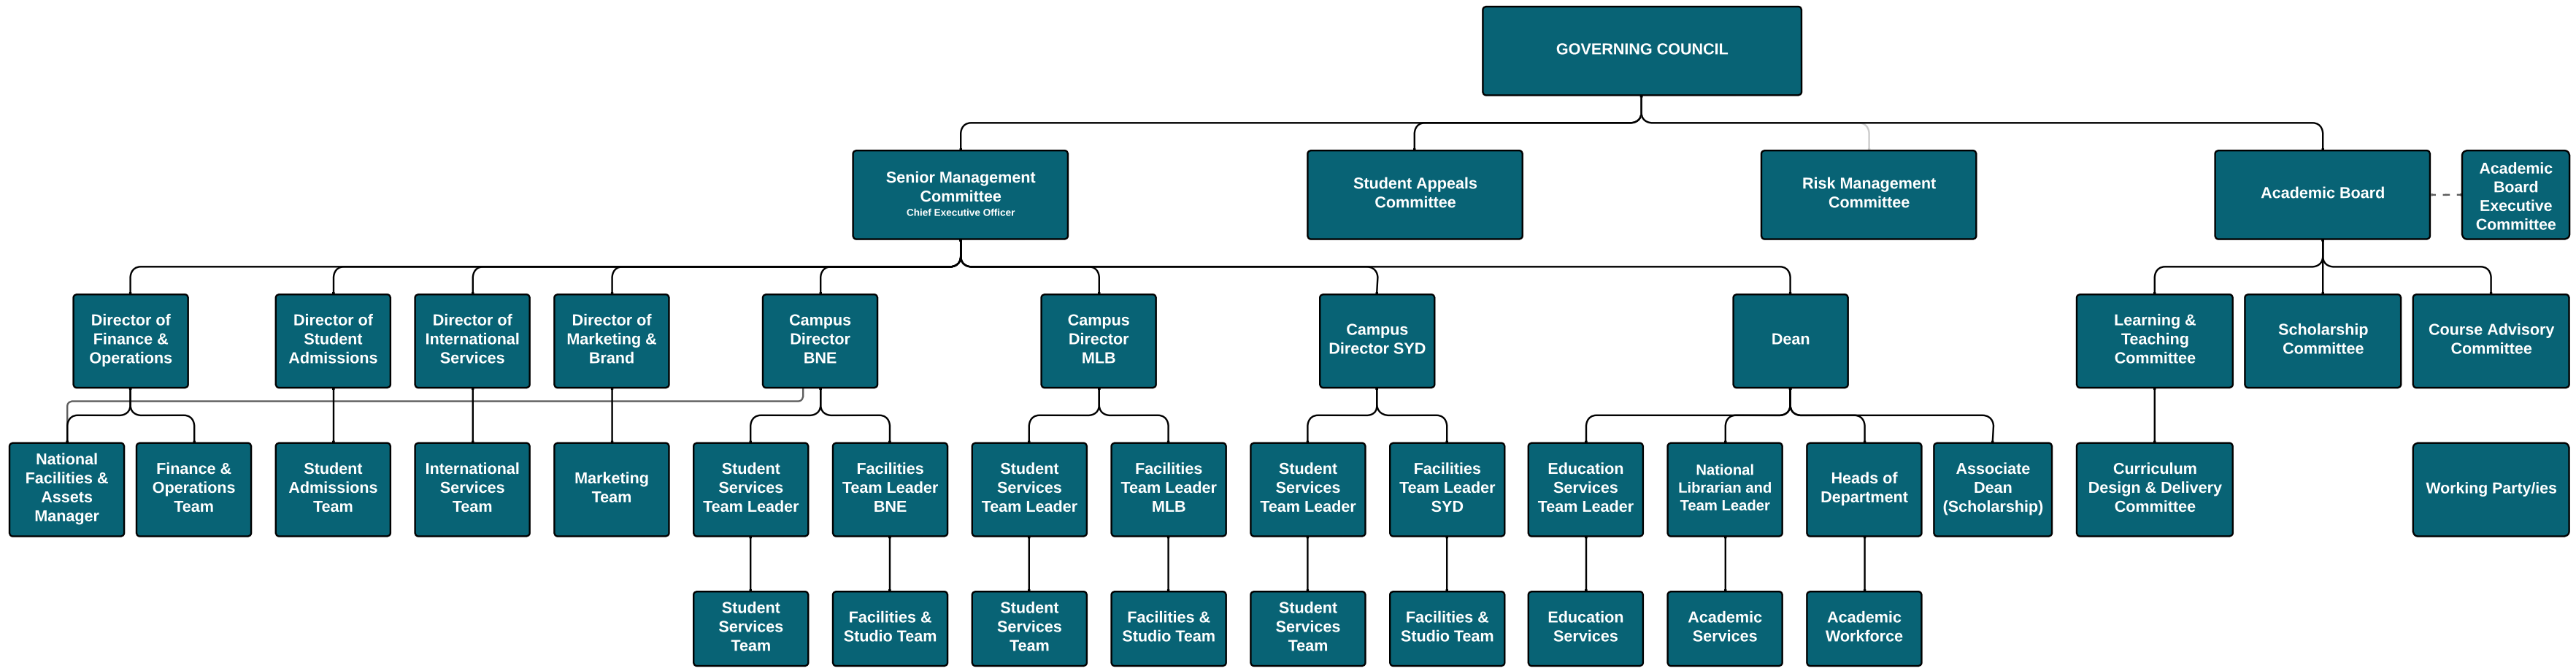 GOVERNING COUNCIL
Senior Management
Committee
Chief Executive Officer
Student Appeals
Committee
Risk Management
Committee
Academic Board
Academic
Board
Executive
Committee
Director of
Finance &
Operations
Director of
Student
Admissions
Director of
International
Services
Director of
Marketing &
Brand
Campus
Director
BNE
Campus
Director
MLB
Campus
Director SYD
Dean
Learning &
Teaching
Committee
Scholarship
Committee
Course Advisory
Committee
National
Facilities &
Assets
Manager
Finance &
Operations
Team
Student
Admissions
Team
International
Services
Team
Marketing
Team
Student
Services
Team Leader
Facilities
Team Leader
BNE
Student
Services
Team Leader
Facilities
Team Leader
MLB
Student
Services
Team Leader
Facilities
Team Leader
SYD
Education
Services
Team Leader
National
Librarian and
Team Leader
Heads of
Department
Associate
Dean
(Scholarship)
Curriculum
Design & Delivery
Committee
Working Party/ies
Student
Services
Team
Facilities &
Studio Team
Student
Services
Team
Facilities &
Studio Team
Student
Services
Team
Facilities &
Studio Team
Education
Services
Academic
Services
Academic
Workforce